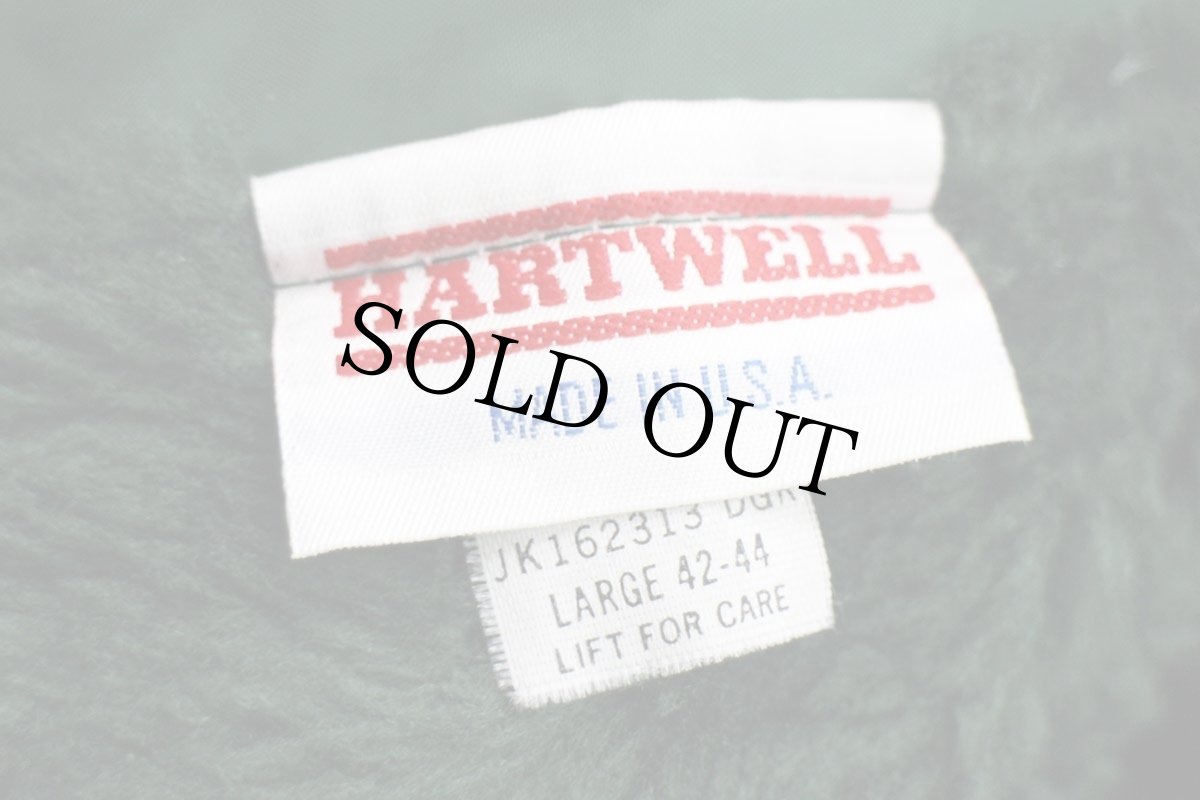 HARTWELL
MADE IN U.S.A.
SOLD OUT
JK162313 DGR
LARGE 42-44
LIFT FOR CARE